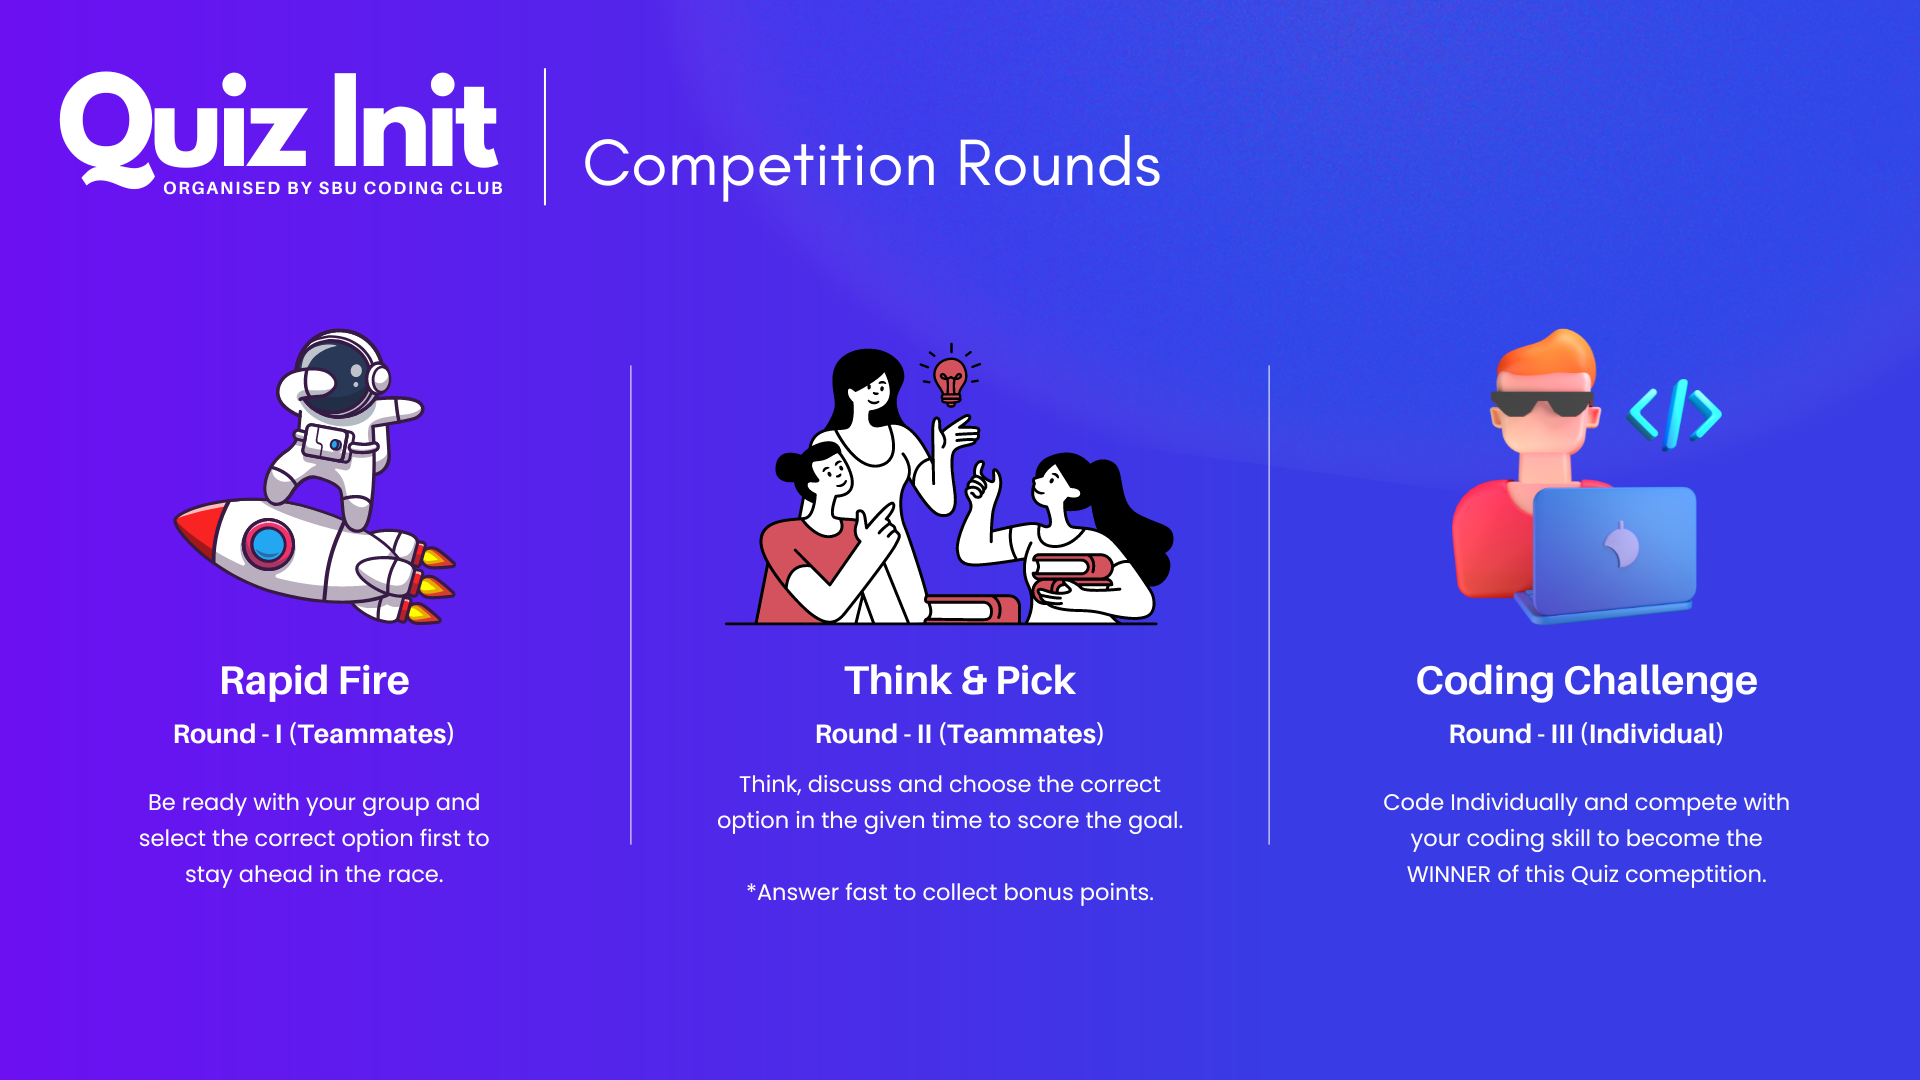 Quiz Init
ORGANISED BY SBU CODING CLUB
Competition Rounds
Rapid Fire
Round - I (Teammates)
Be ready with your group and
select the correct option first to
stay ahead in the race.
Think & Pick
Round - II (Teammates)
Think, discuss and choose the correct
option in the given time to score the goal.
*Answer fast to collect bonus points.
</>
Coding Challenge
Round - III (Individual)
Code Individually and compete with
your coding skill to become the
WINNER of this Quiz comeptition.